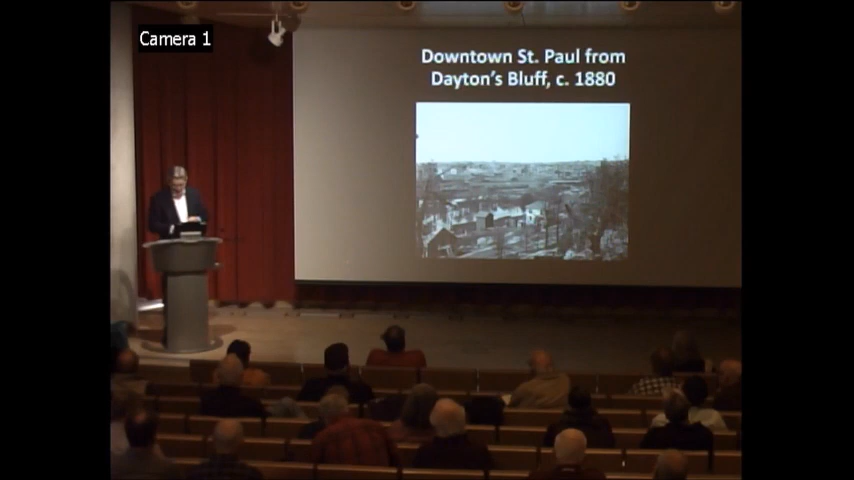 Camera 1
Downtown St. Paul from
Dayton's Bluff, c. 1880